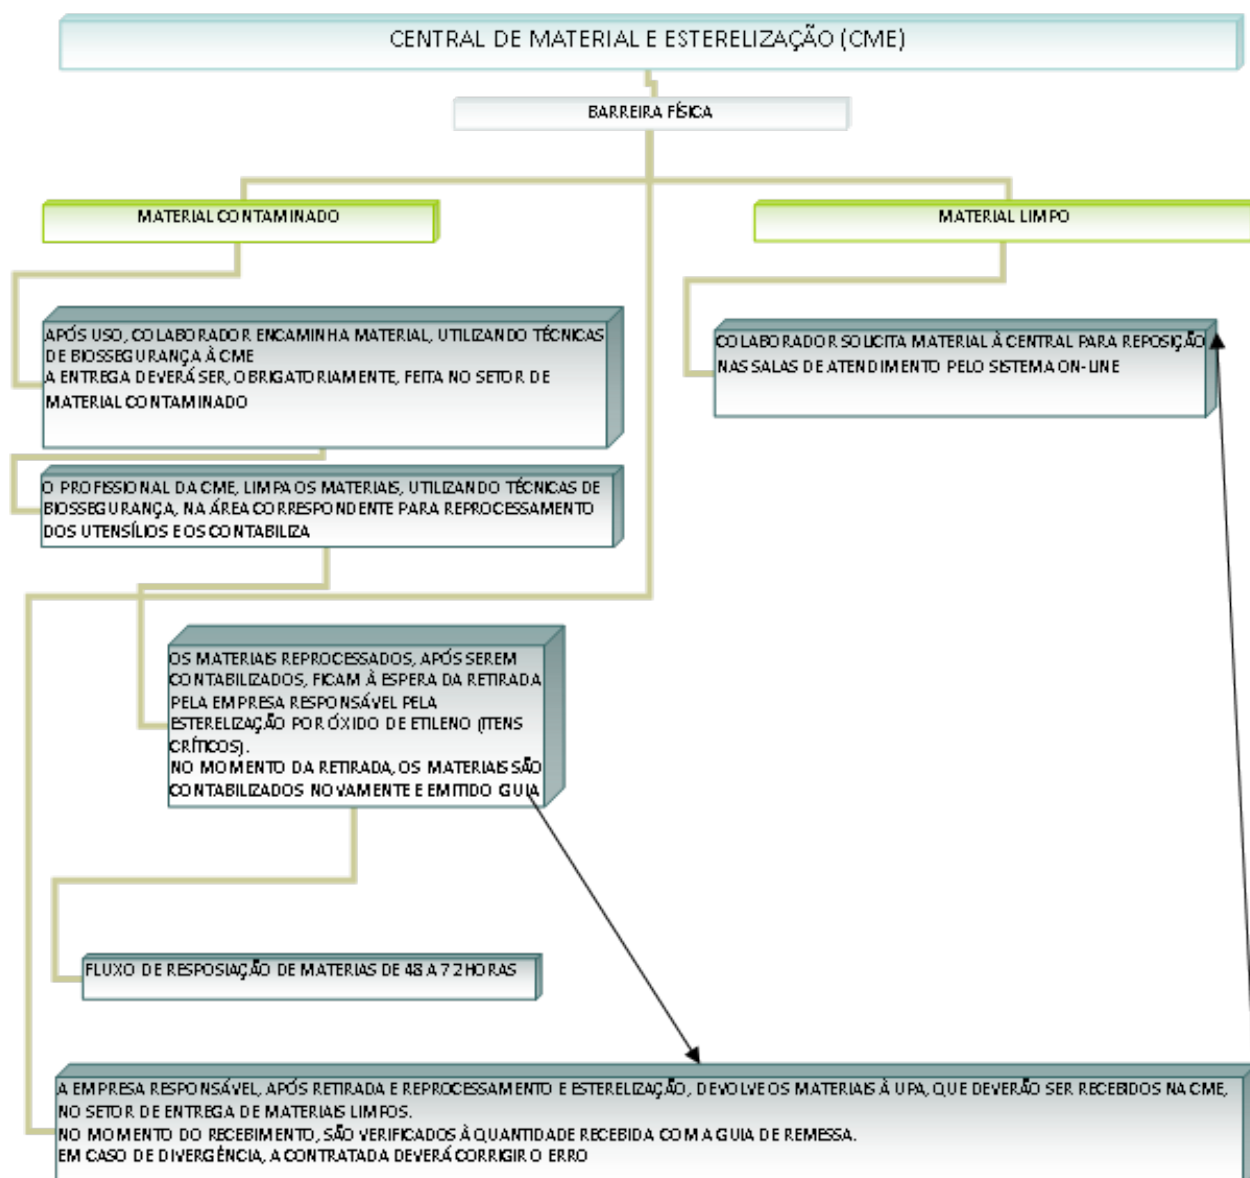 CENTRAL DE MATERIAL E ESTERELIZAÇÃO (CME)
BARREIRA FÍSICA
MATERIAL CONTAMINADO
MATERIAL LIMPO
APÓS USO, COLABORADOR ENCAMINHA MATERIAL, UTILIZANDO TÉCNICAS
DE BIOSSEGURANÇA À CME
A ENTREGA DEVERÁ SER, OBRIGATORIAMENTE, FEITA NO SETOR DE
MATERIAL CONTAMINADO
COLABORADOR SOLICITA MATERIAL À CENTRAL PARA REPOSIÇÃO
NAS SALAS DE ATENDIMENTO PELO SISTEMA ON-LINE
O PROFISSIONAL DA CME, LIMPA OS MATERIAIS, UTILIZANDO TÉCNICAS DE
BIOSSEGURANÇA, NA ÁREA CORRESPONDENTE PARA REPROCESSAMENTO
DOS UTENSÍLIOS E OS CONTABILIZA
OS MATERIAIS REPROCESSADOS, APÓS SEREM
CONTABILIZADOS, FICAM À ESPERA DA RETIRADA
PELA EMPRESA RESPONSÁVEL PELA
ESTERELIZAÇÃO POR ÓXIDO DE ETILENO (ITENS
CRÍTICOS).
NO MOMENTO DA RETIRADA, OS MATERIAIS SÃO
CONTABILIZADOS NOVAMENTE E EMITIDO GUIA
FLUXO DE RESPOSIAÇÃO DE MATERIAS DE 48 A 72HORAS
A EMPRESA RESPONSÁVEL, APÓS RETIRADA E REPROCESSAMENTO E ESTERELIZAÇÃO, DEVOLVE OS MATERIAIS À UPA, QUE DEVERÃO SER RECEBIDOS NA CME,
NO SETOR DE ENTREGA DE MATERIAIS LIMPOS.
NO MOMENTO DO RECEBIMENTO, SÃO VERIFICADOS À QUANTIDADE RECEBIDA COM A GUIA DE REMESSA.
EM CASO DE DIVERGÊNCIA, A CONTRATADA DEVERÁ CORRIGIR O ERRO